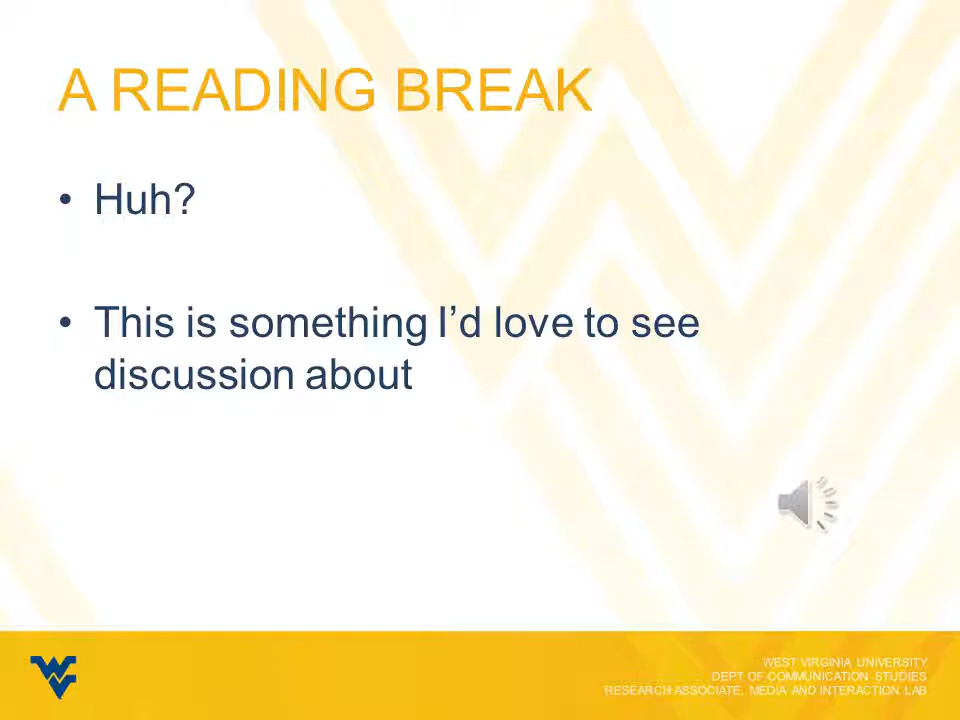 A READING BREAK
• Huh?
• This is something I’d love to see
discussion about
WEST VIRGINIA UNIVERSITY
DEPT OF COMMUNICATION STUDIES
RESEARCH ASSOCIATE, MEDIA AND INTERACTION LAB